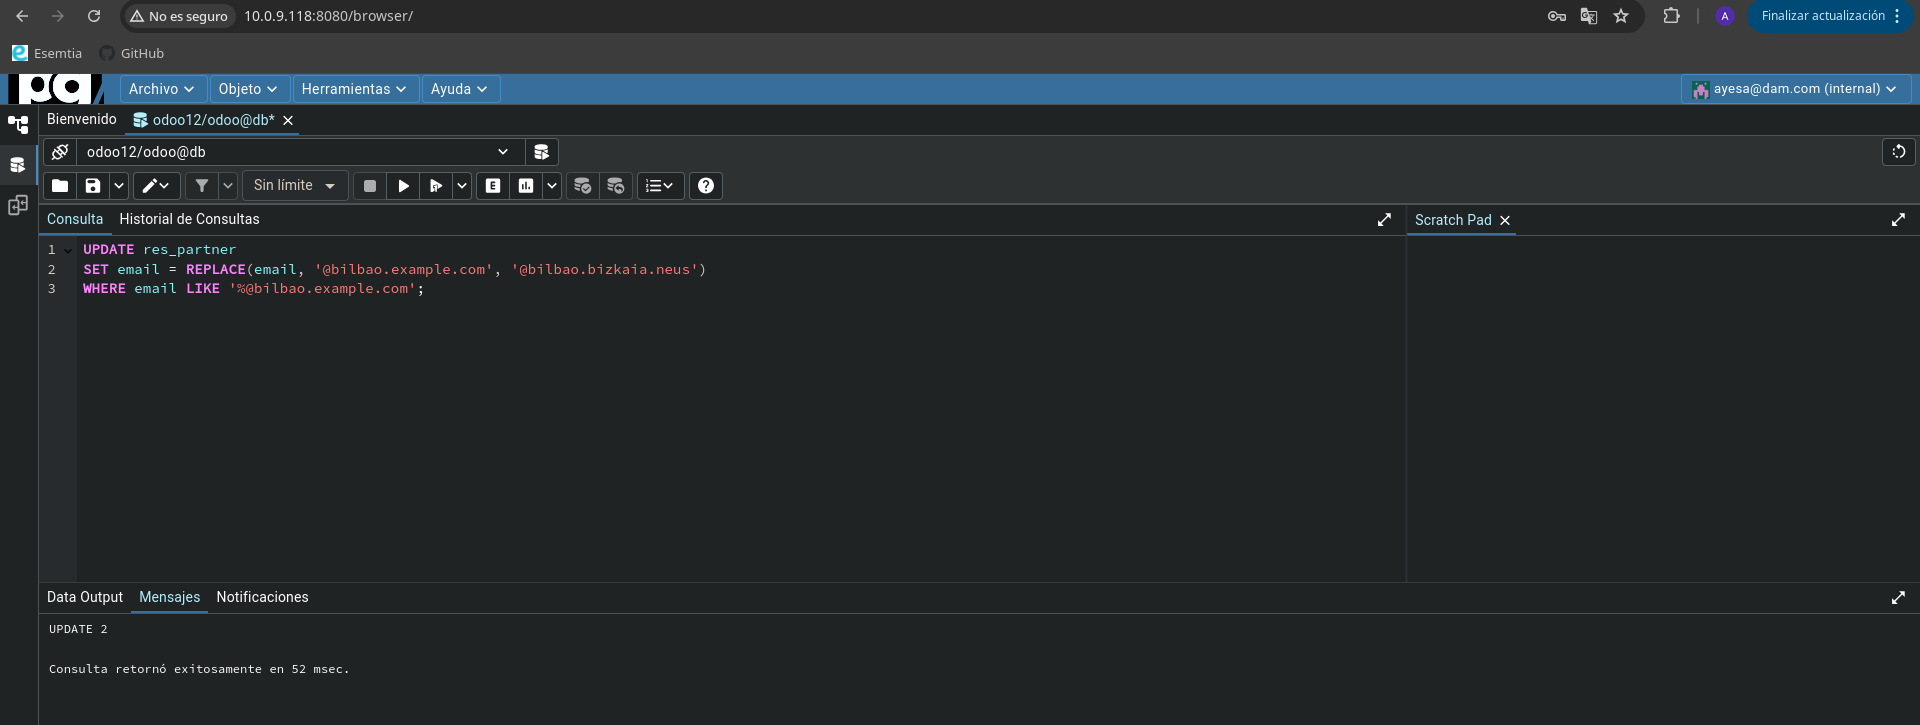 No es seguro 10.0.9.118:8080/browser/ A Finalizar actualización
Esemtia GitHub
pg Archivo Objeto Herramientas Ayuda ayesa@dam.com (internal)
Bienvenido odoo12/odoo@db*
odoo12/odoo@db
Sin límite E
Consulta Historial de Consultas Scratch Pad
1 UPDATE res_partner
2 SET email = REPLACE(email, '@bilbao.example.com', '@bilbao.bizkaia.neus')
3 WHERE email LIKE '%@bilbao.example.com';
Data Output Mensajes Notificaciones
UPDATE 2
Consulta retornó exitosamente en 52 msec.